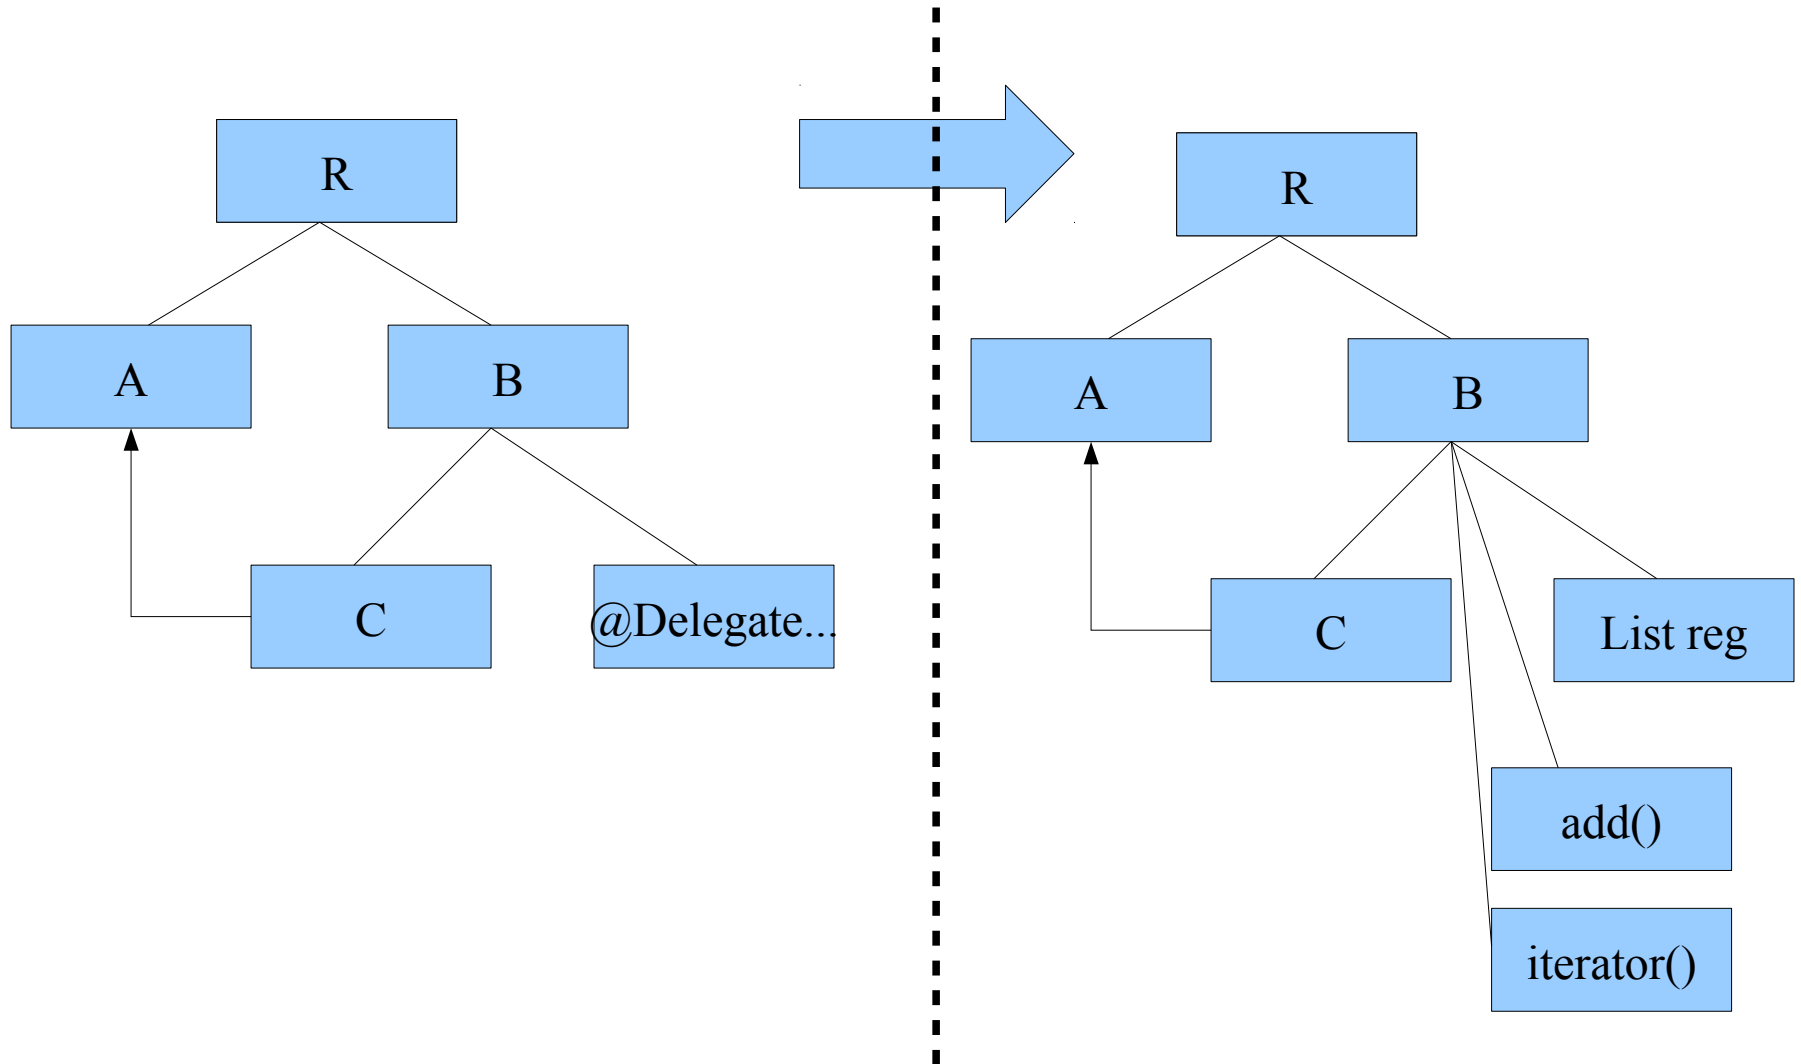 R
A
B
C
@Delegate...
R
A
B
C
List reg
add()
iterator()